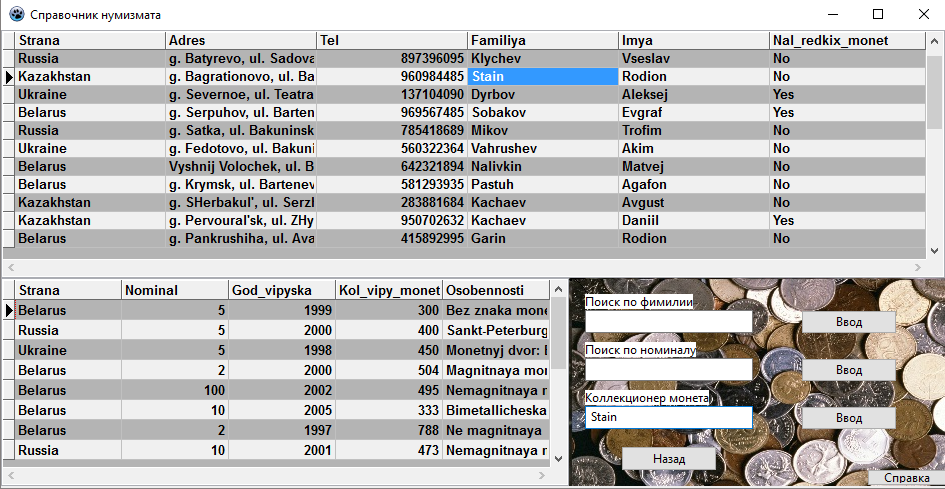 Справочник нумизмата
Strana Adres Tel Familiya Imya Nal_redkix_monet
Russia g. Batyrevo, ul. Sadova 897396095 Klychev Vseslav No
Kazakhstan g. Bagrationovo, ul. Ba 960984485 Stain Rodion No
Ukraine g. Severnoe, ul. Teatra 137104090 Dyrbov Aleksej Yes
Belarus g. Serpuhov, ul. Barten 969567485 Sobakov Evgraf Yes
Russia g. Satka, ul. Bakuninsk 785418689 Mikov Trofim No
Ukraine g. Fedotovo, ul. Bakuni 560322364 Vahrushev Akim No
Belarus Vyshnij Volochek, ul. B 642321894 Nalivkin Matvej No
Belarus g. Krymsk, ul. Bartenev 581293935 Pastuh Agafon No
Kazakhstan g. SHerbakul', ul. Serzl 283881684 Kachaev Avgust No
Kazakhstan g. Pervoural'sk, ul. ZHy 950702632 Kachaev Daniil Yes
Belarus g. Pankrushiha, ul. Ava 415892995 Garin Rodion No
Strana Nominal God_vipyska Kol_vipy_monet Osobennosti
Belarus 5 1999 300 Bez znaka mone
Russia 5 2000 400 Sankt-Peterburg
Ukraine 5 1998 450 Monetnyj dvor: I
Belarus 2 2000 504 Magnitnaya mon
Belarus 100 2002 495 Nemagnitnaya m
Belarus 10 2005 333 Bimetallicheska
Belarus 2 1997 788 Ne magnitnaya
Russia 10 2001 473 Nemagnitnaya m
Поиск по фимилии
Ввод
Поиск по номиналу
Ввод
Коллекционер монета
Stain Ввод
Назад
Справка